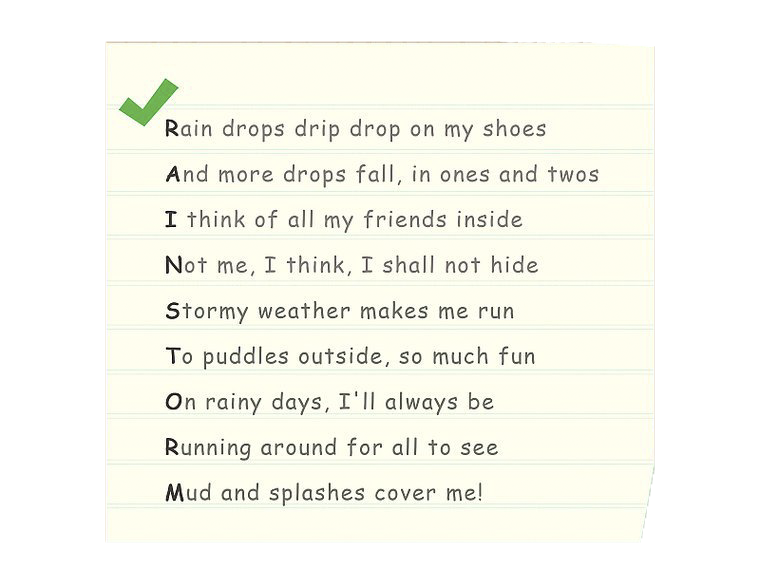 Rain drops drip drop on my shoes
And more drops fall, in ones and twos
I think of all my friends inside
Not me, I think, I shall not hide
Stormy weather makes me run
To puddles outside, so much fun
On rainy days, I'll always be
Running around for all to see
Mud and splashes cover me!